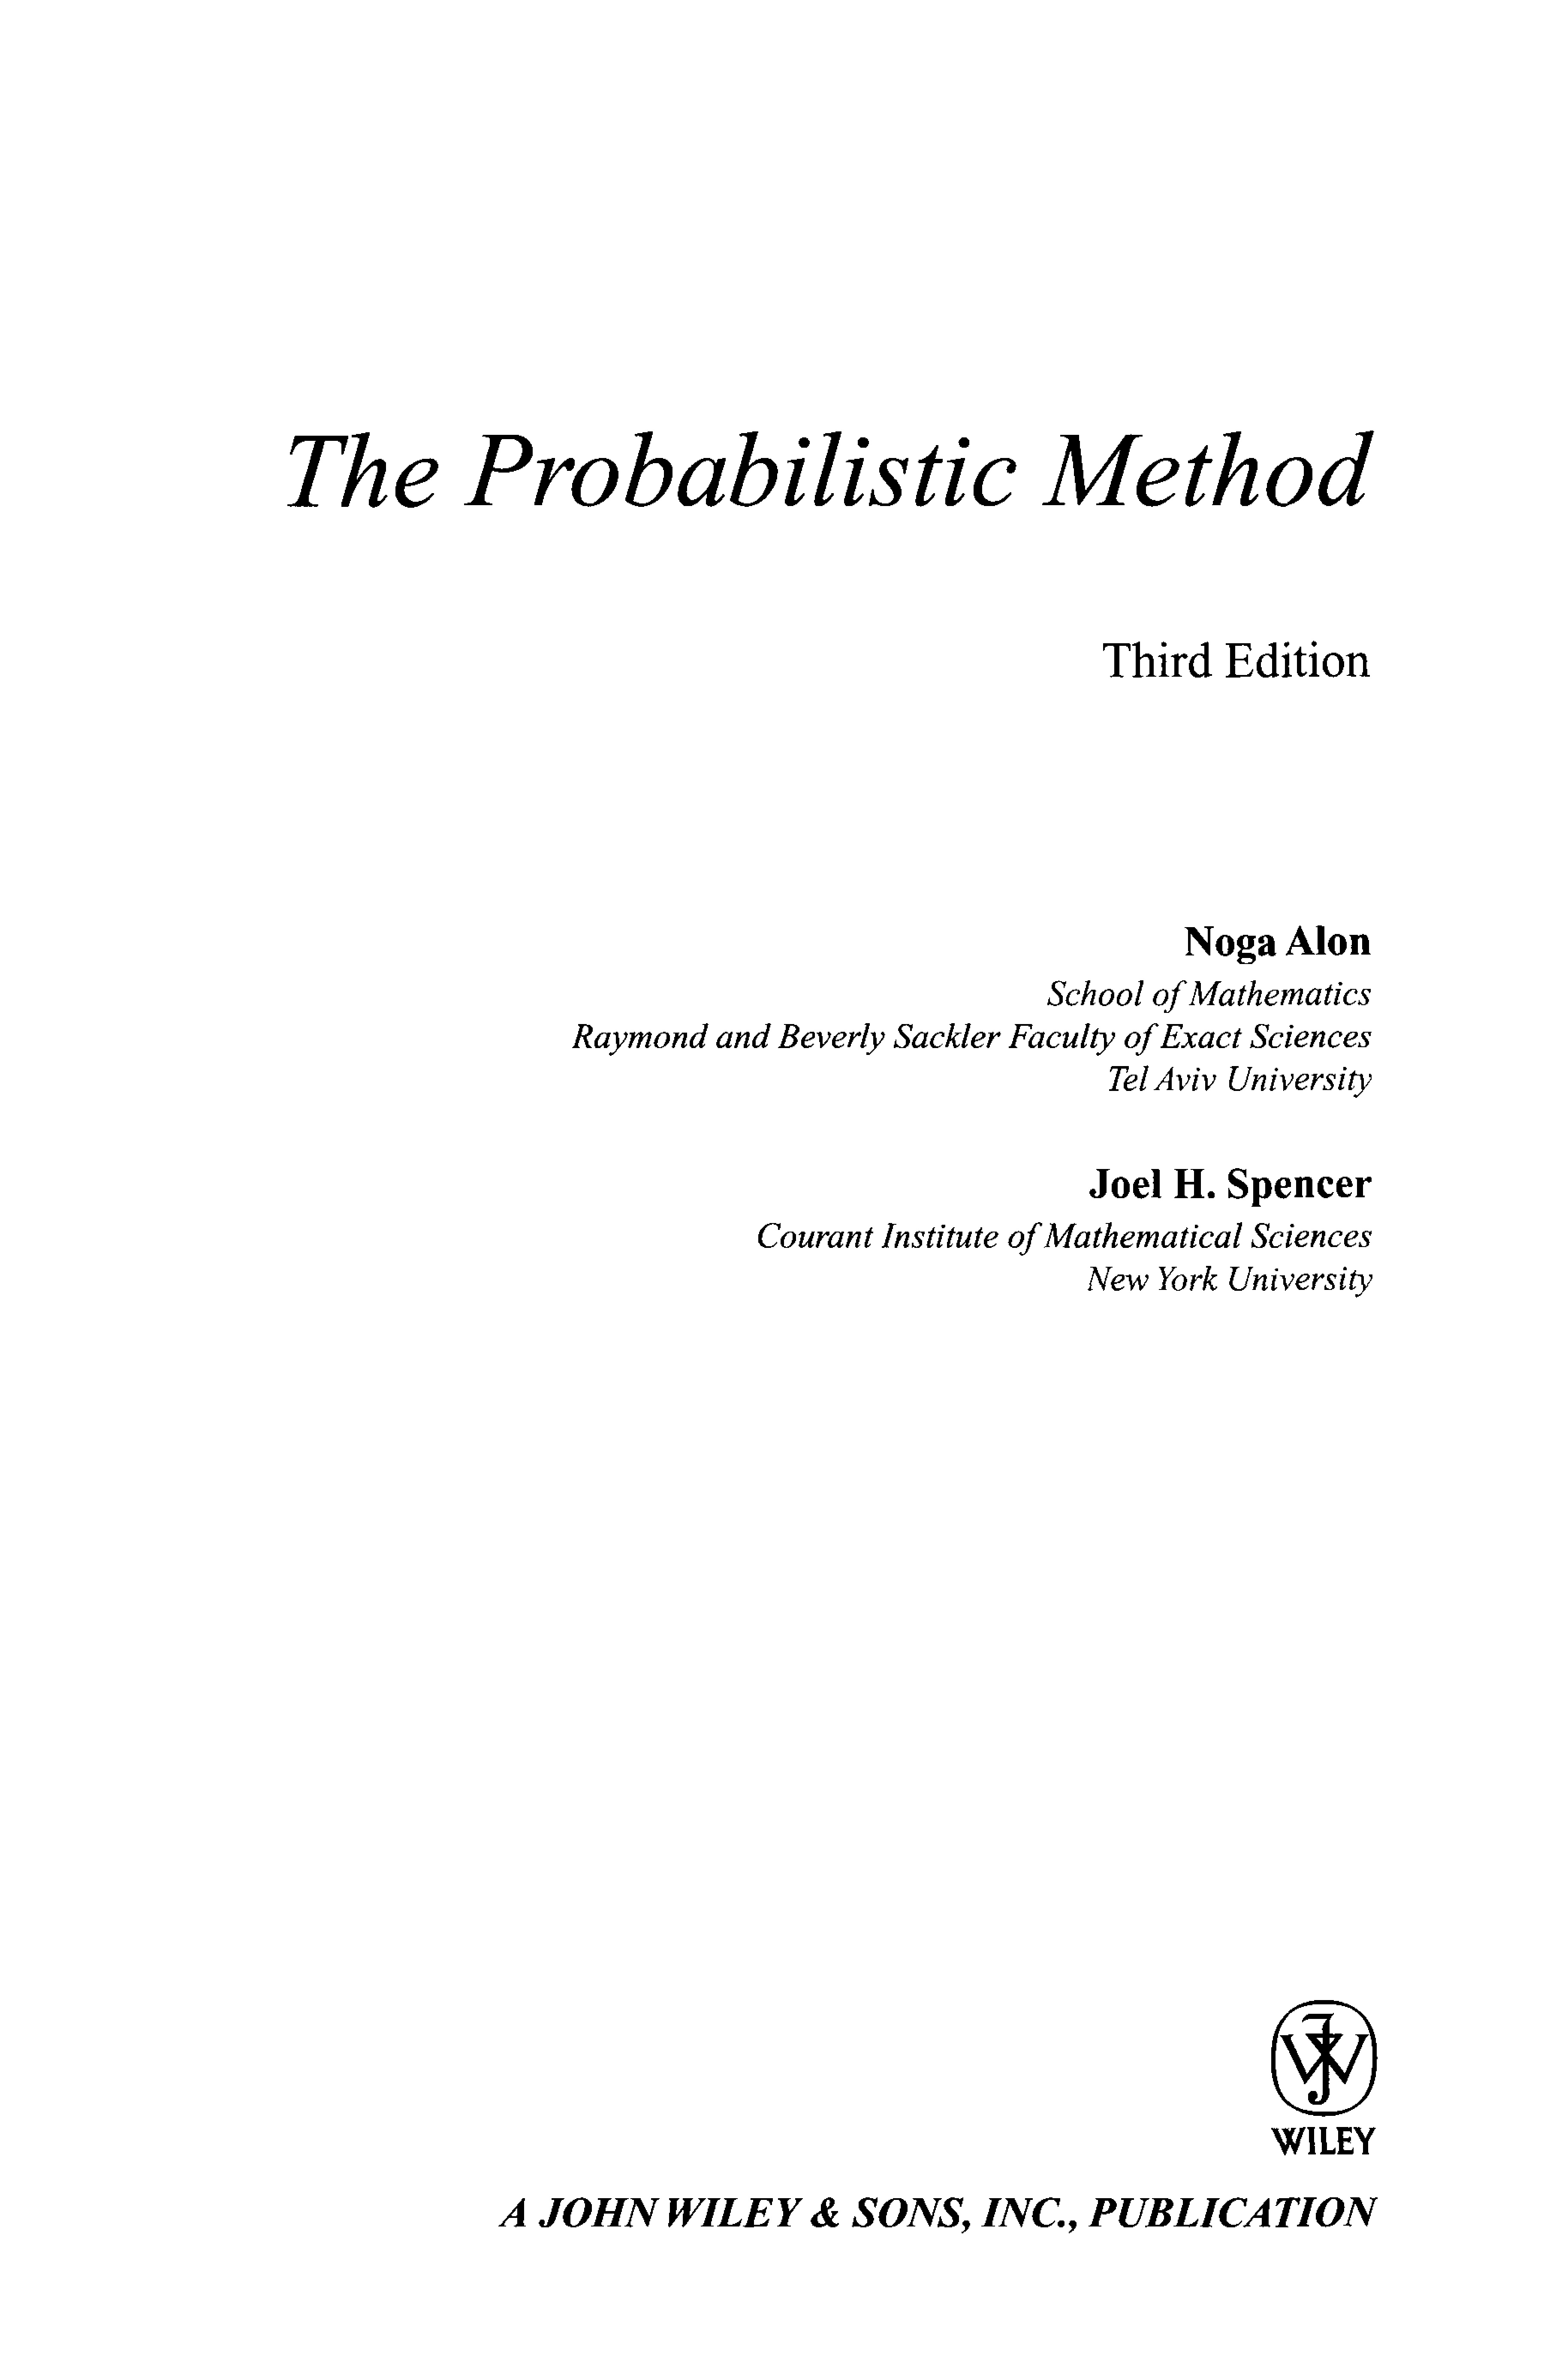 The Probabilistic Method
Third Edition
Noga Alon
School of Mathematics
Raymond and Beverly Sackler Faculty of Exact Sciences
Tel Aviv University
Joel H. Spencer
Courant Institute of Mathematical Sciences
New York University
WILEY
A JOHN WILEY & SONS, INC., PUBLICATION